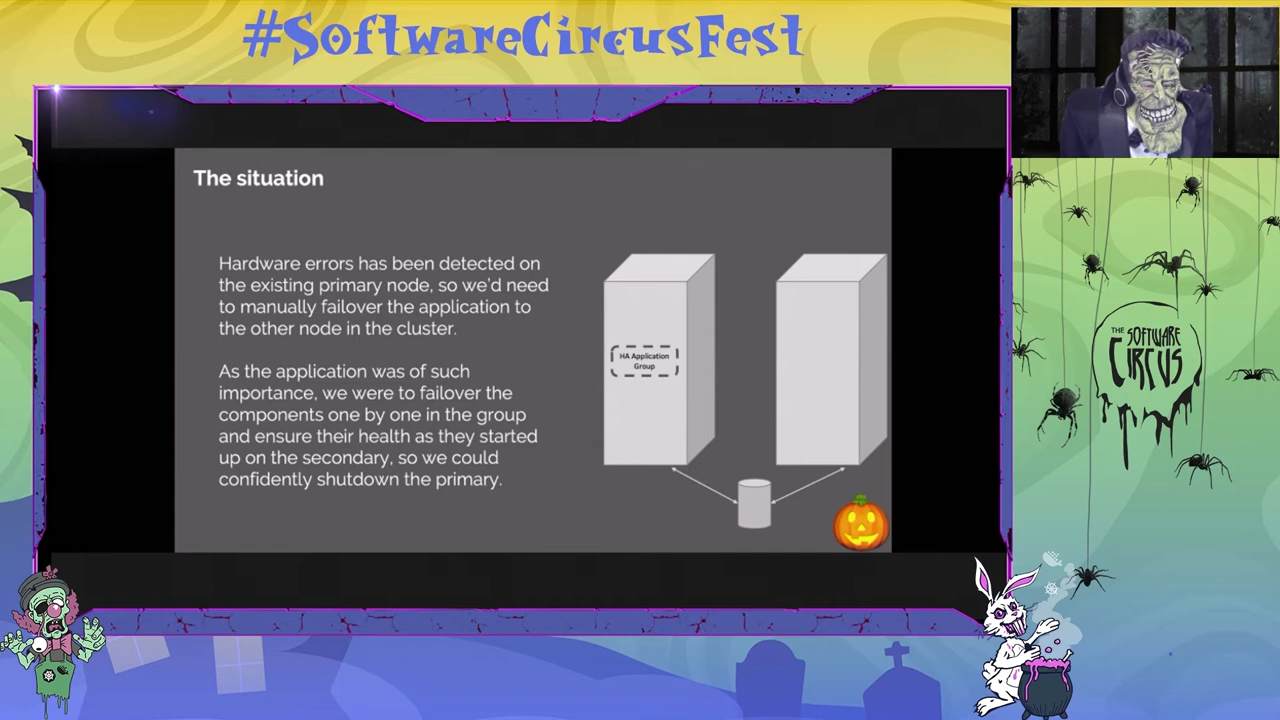 #SoftwareCircusFest
The situation
Hardware errors has been detected on
the existing primary node, so we'd need
to manually failover the application to
the other node in the cluster.
As the application was of such
importance, we were to failover the
components one by one in the group
and ensure their health as they started
up on the secondary, so we could
confidently shutdown the primary.
HA Application
Group
THE SOFTWARE
CIRCUS